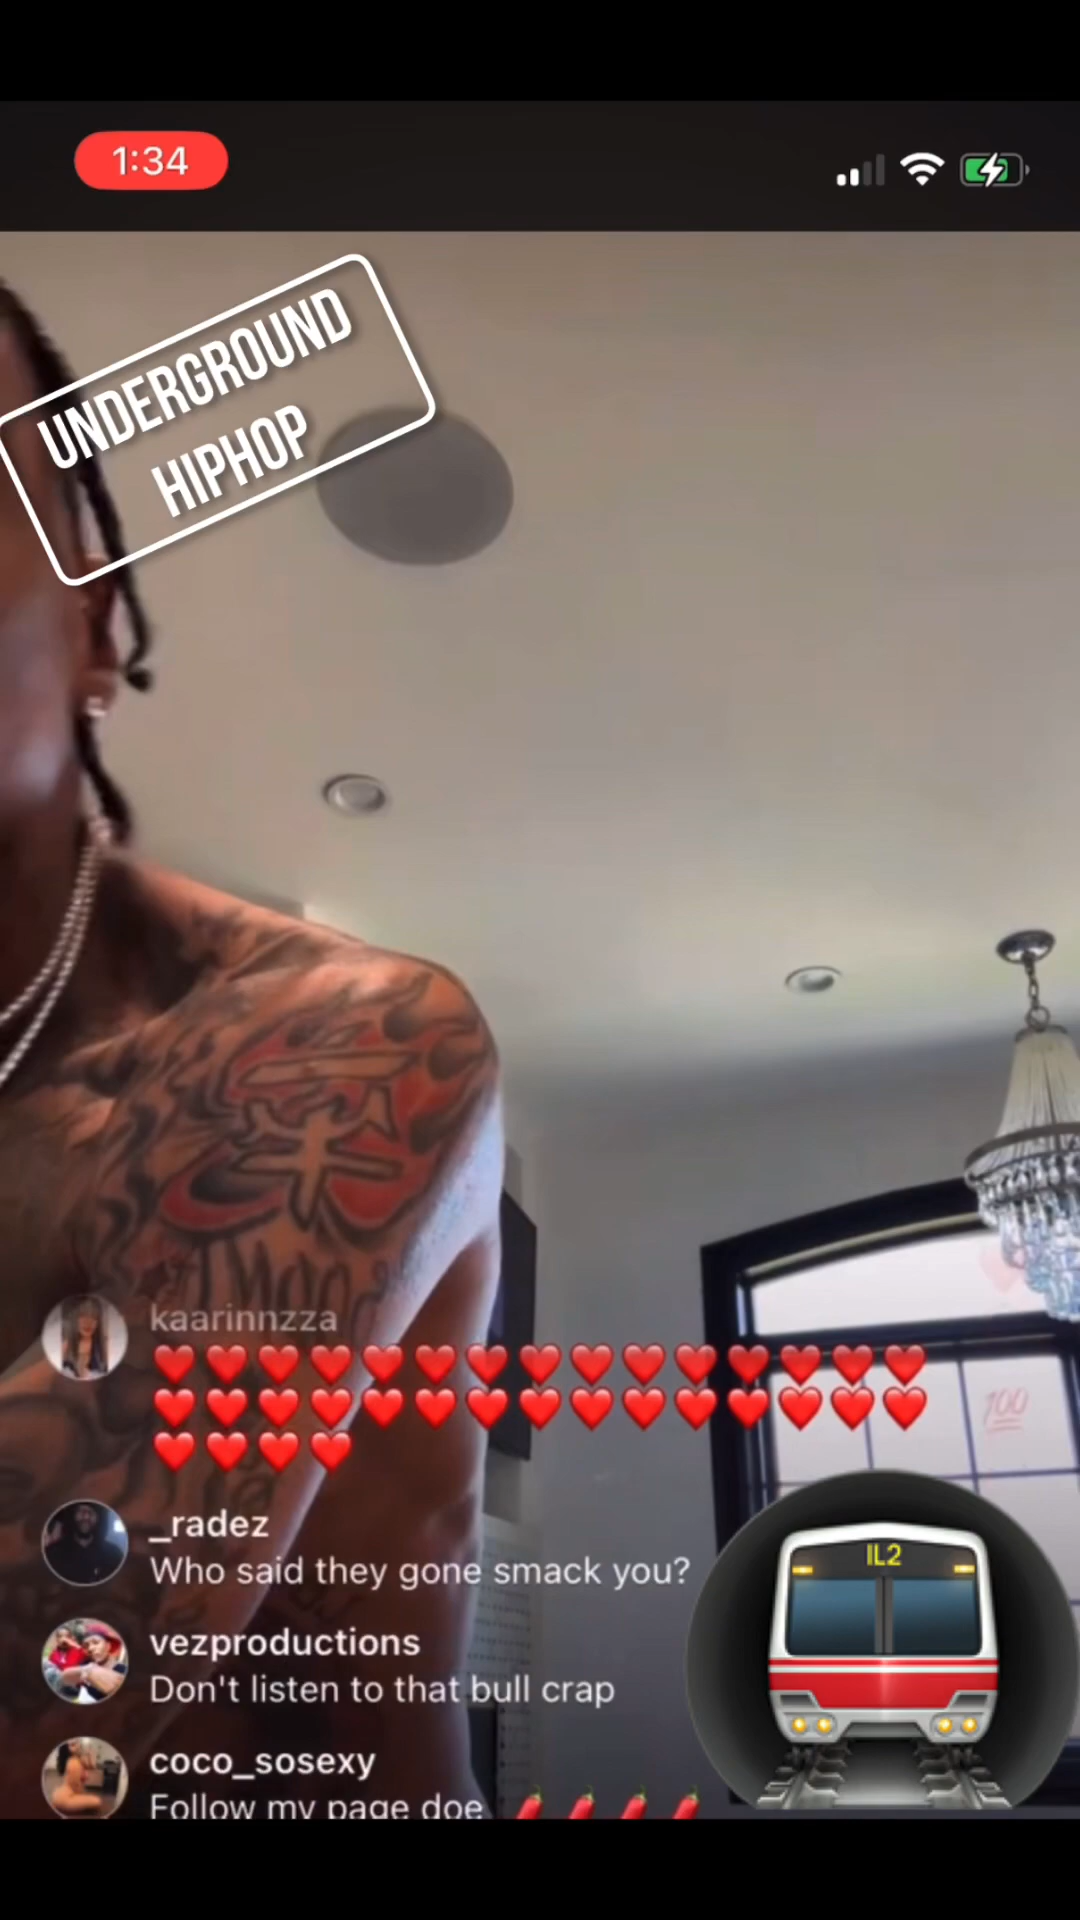 1:34
UNDERGROUND
HIPHOP
kaarinnzza
❤️❤️❤️❤️❤️❤️❤️❤️❤️❤️❤️❤️❤️❤️❤️
❤️❤️❤️❤️❤️❤️❤️❤️❤️❤️❤️❤️❤️❤️❤️
❤️❤️❤️❤️
💯
_radez
Who said they gone smack you?
IL2
vezproductions
Don't listen to that bull crap
coco_sosexy
Follow my page doe 🌶️🌶️🌶️🌶️